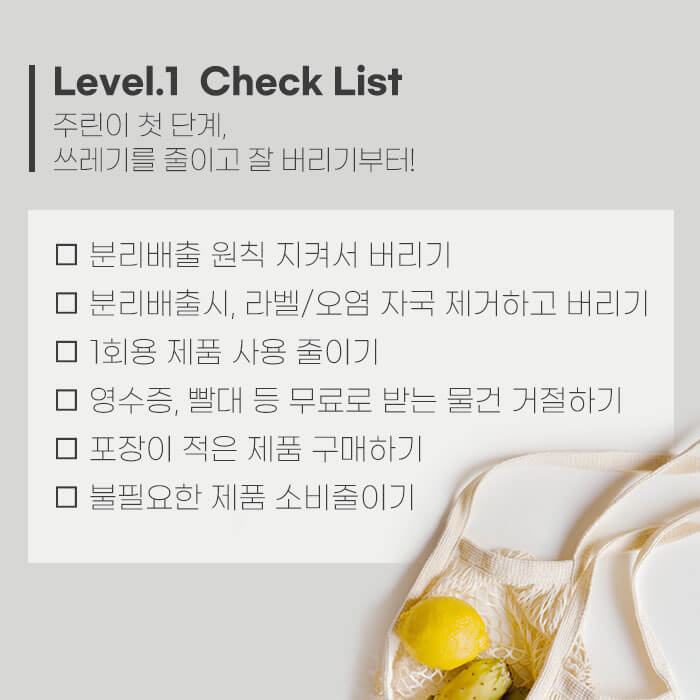 Level.1 Check List
주린이 첫 단계,
쓰레기를 줄이고 잘 버리기부터!
분리배출 원칙 지켜서 버리기
분리배출시, 라벨/오염 자국 제거하고 버리기
1회용 제품 사용 줄이기
영수증, 빨대 등 무료로 받는 물건 거절하기
포장이 적은 제품 구매하기
불필요한 제품 소비줄이기